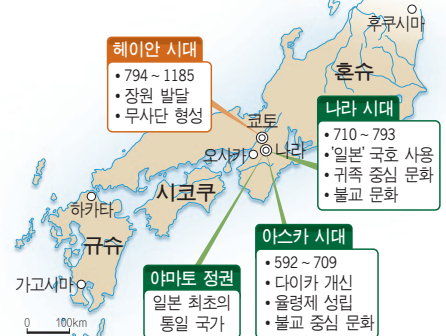 후쿠시마
헤이안 시대
• 794 ~ 1185
• 장원 발달
• 무사단 형성
혼슈
교토
나라 시대
• 710 ~ 793
• '일본' 국호 사용
• 귀족 중심 문화
• 불교 문화
오사카
나라
시코쿠
하카타
규슈
가고시마
야마토 정권
일본 최초의
통일 국가
아스카 시대
• 592 ~ 709
• 다이카 개신
• 율령제 성립
• 불교 중심 문화
0 100km